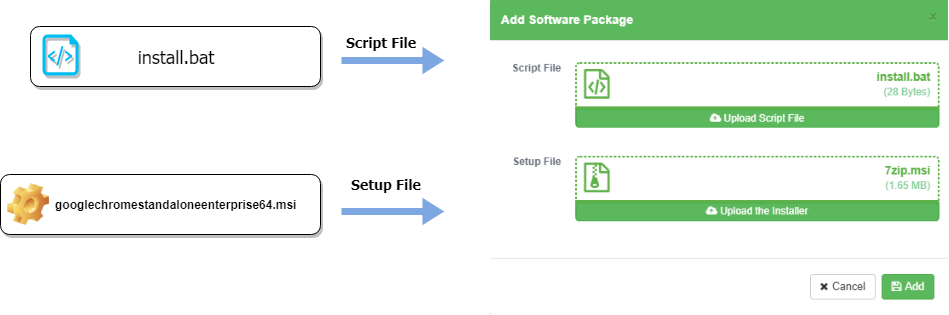 install.bat
Script File
googlechromestandaloneenterprise64.msi
Setup File
Add Software Package
×
Script File
install.bat
(28 Bytes)
Upload Script File
Setup File
7zip.msi
(1.65 MB)
Upload the Installer
Cancel
Add